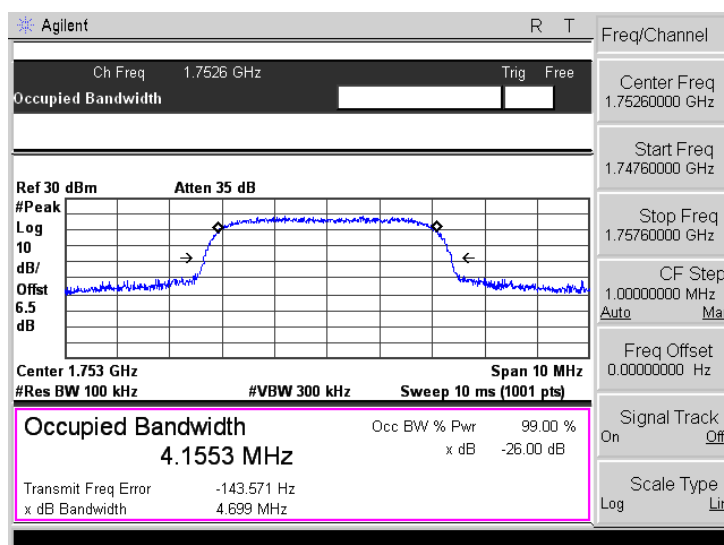 Agilent R T
Ch Freq 1.7526 GHz Trig Free
Occupied Bandwidth
Ref 30 dBm Atten 35 dB
#Peak
Log
10
dB/
Offst
6.5
dB
Center 1.753 GHz Span 10 MHz
#Res BW 100 kHz #VBW 300 kHz Sweep 10 ms (1001 pts)
Occupied Bandwidth Occ BW % Pwr 99.00 %
4.1553 MHz x dB -26.00 dB
Transmit Freq Error -143.571 Hz
x dB Bandwidth 4.699 MHz
Freq/Channel
Center Freq
1.75260000 GHz
Start Freq
1.74760000 GHz
Stop Freq
1.75760000 GHz
CF Step
1.00000000 MHz
Auto Ma
Freq Offset
0.00000000 Hz
Signal Track
On Off
Scale Type
Log Lin